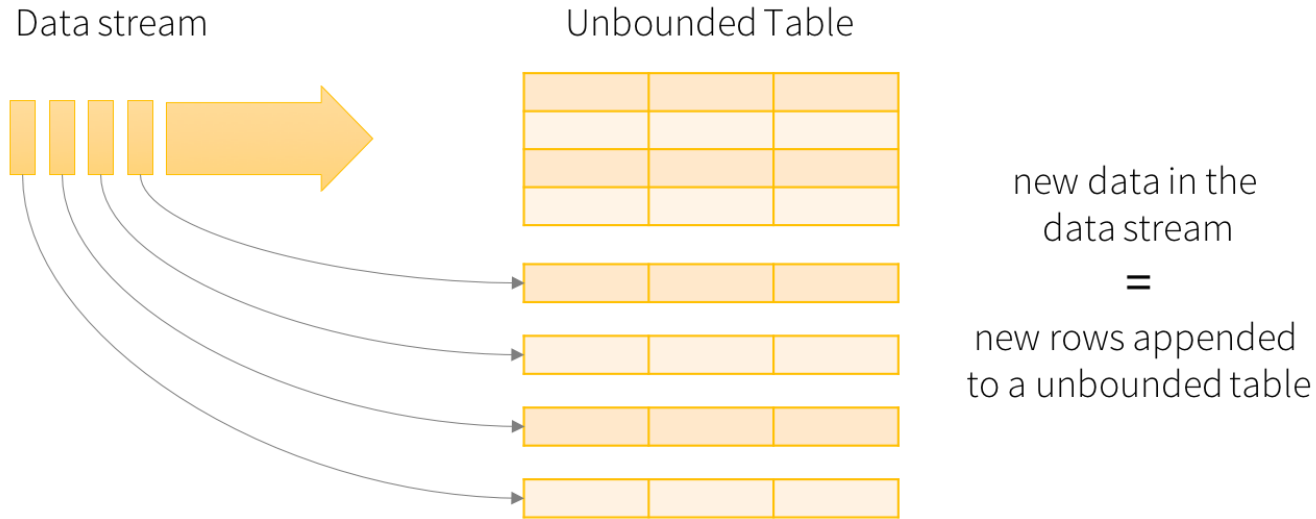 Data stream
Unbounded Table
new data in the
data stream
=
new rows appended
to a unbounded table